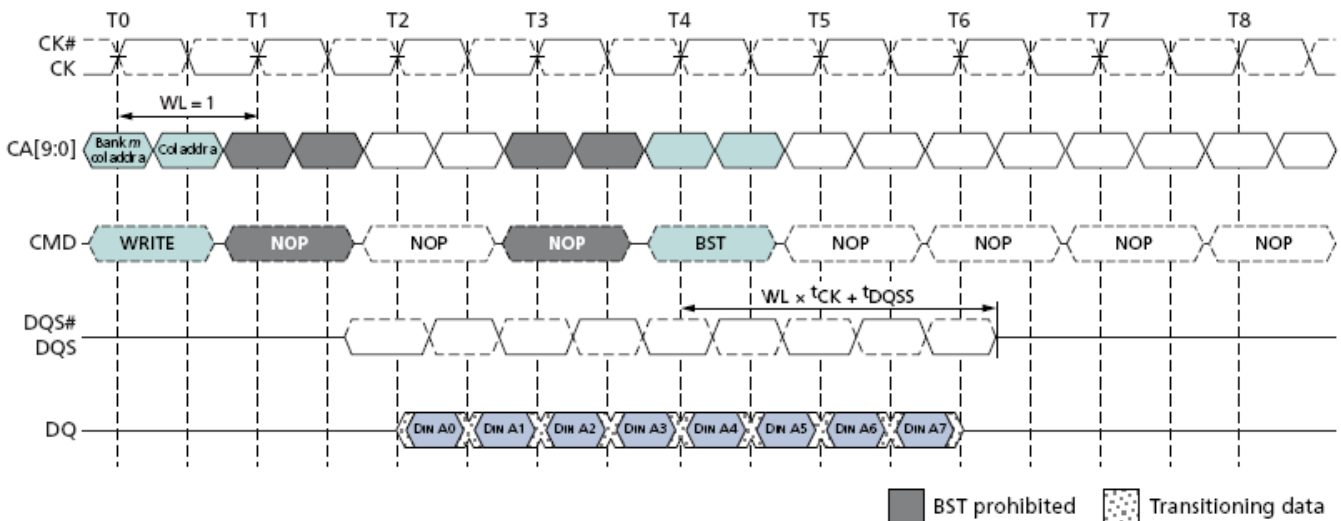 T0 T1 T2 T3 T4 T5 T6 T7 T8
CK#
CK
WL = 1
CA[9:0] Bank m col addr a Col addr a
CMD WRITE NOP NOP NOP BST NOP NOP NOP NOP
WL × tCK + tDQSS
DQS#
DQS
DQ DIN A0 DIN A1 DIN A2 DIN A3 DIN A4 DIN A5 DIN A6 DIN A7
BST prohibited Transitioning data